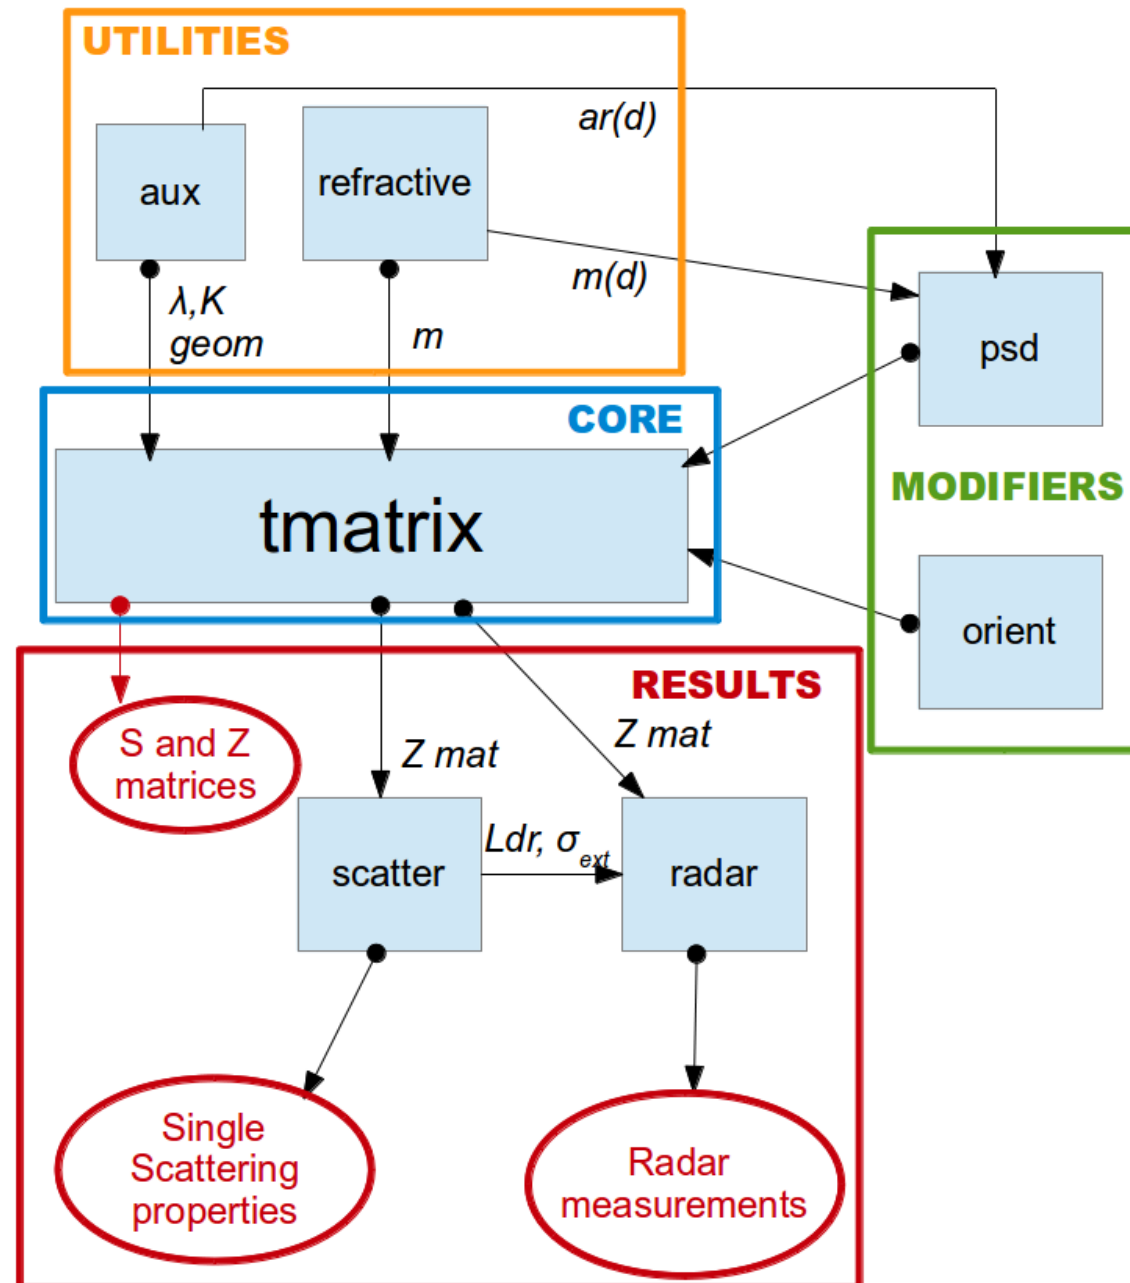 UTILITIES
ar(d)
aux
refractive
m(d)
λ,K
geom
m
psd
CORE
tmatrix
MODIFIERS
orient
RESULTS
S and Z
matrices
Z mat
Z mat
Ldr, σext
scatter
radar
Single
Scattering
properties
Radar
measurements